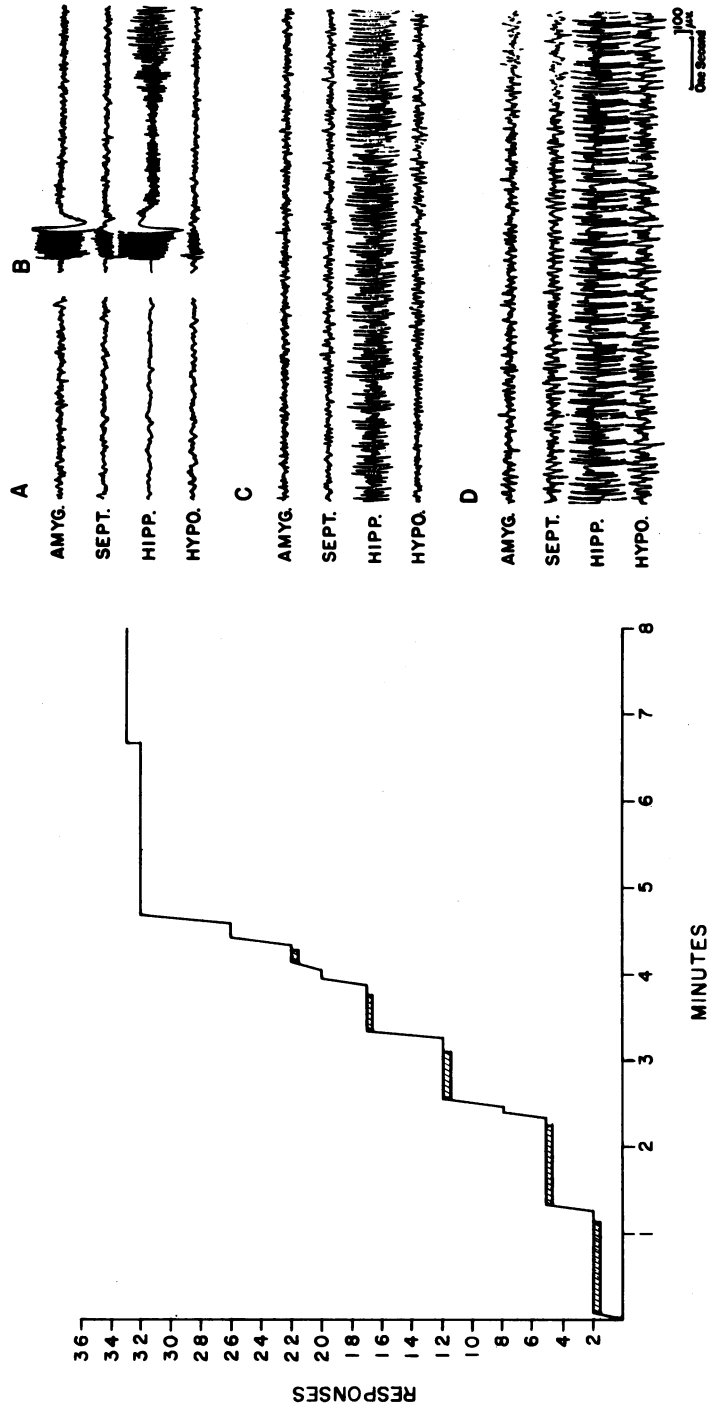 A
AMYG.
SEPT.
HIPP.
HYPO.
B
C
AMYG.
SEPT.
HIPP.
HYPO.
D
AMYG.
SEPT.
HIPP.
HYPO.
One Second
100
RESPONSES
36
34
32
30
28
26
24
22
20
18
16
14
12
10
8
6
4
2
1
2
3
4
5
6
7
8
MINUTES